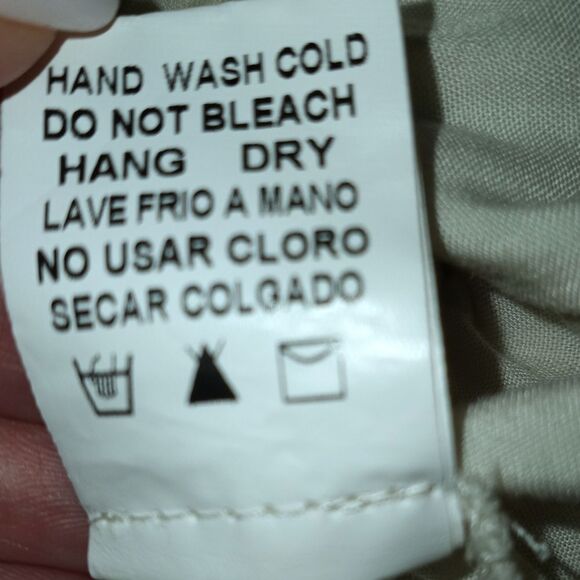 HAND WASH COLD
DO NOT BLEACH
HANG DRY
LAVE FRIO A MANO
NO USAR CLORO
SECAR COLGADO